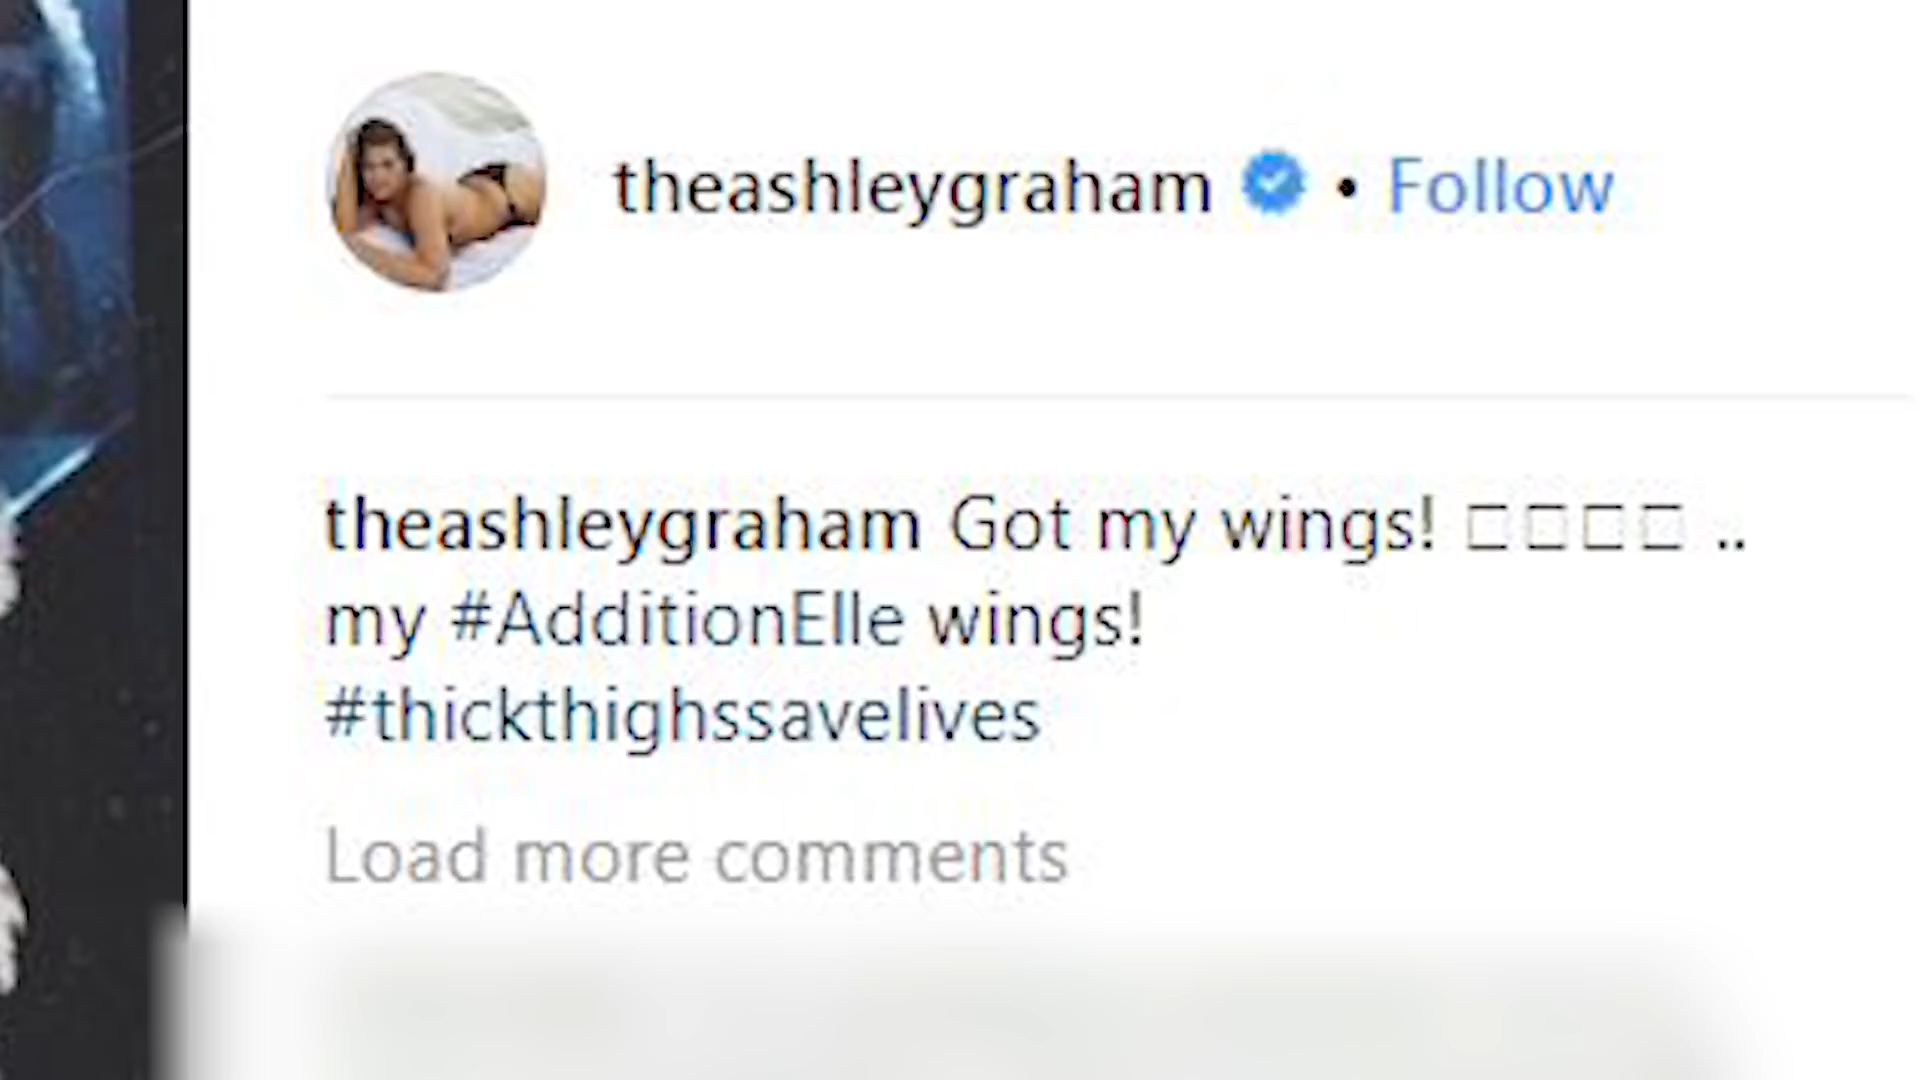 theashleygraham • Follow
theashleygraham Got my wings! □□□□ ..
my #AdditionElle wings!
#thickthighssavelives
Load more comments